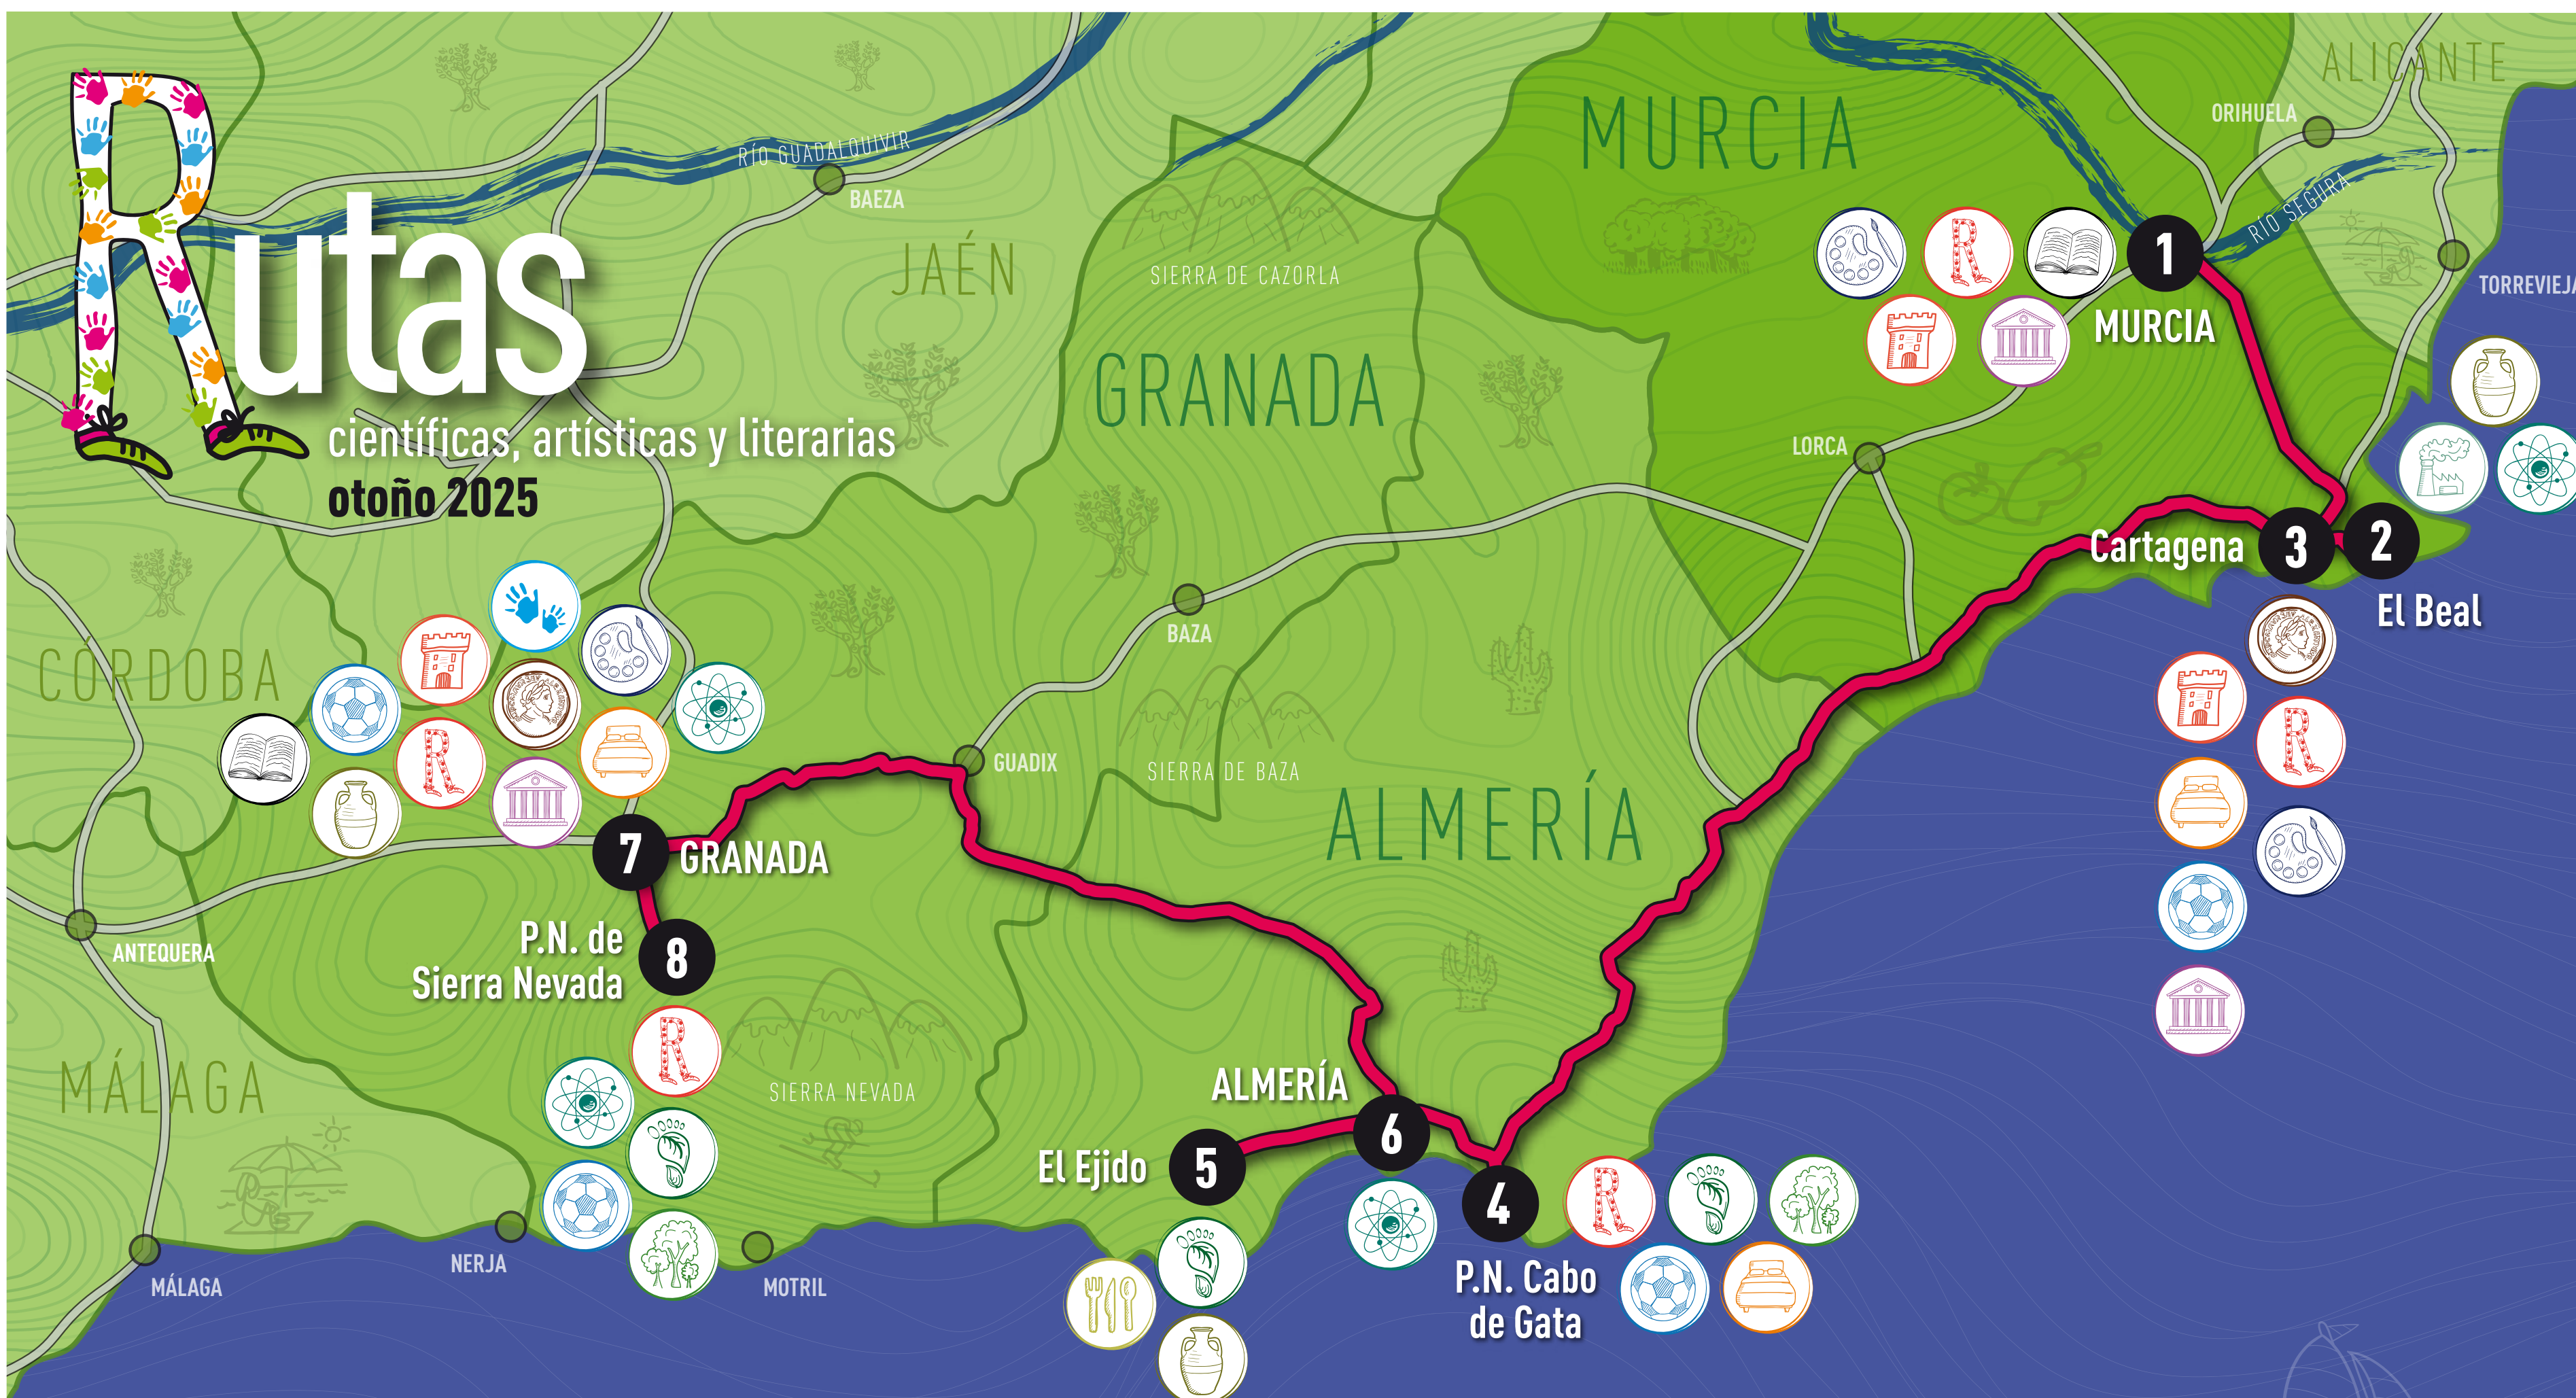 Rutas
científicas, artísticas y literarias
otoño 2025
ALICANTE
ORIHUELA
MURCIA
RÍO GUADALQUIVIR
BAEZA
RÍO SEGURA
1
MURCIA
JAÉN
SIERRA DE CAZORLA
TORREVIEJA
GRANADA
LORCA
Cartagena
3
2
El Beal
BAZA
CÓRDOBA
GUADIX
SIERRA DE BAZA
ALMERÍA
7
GRANADA
P.N. de
Sierra Nevada
8
ANTEQUERA
MÁLAGA
SIERRA NEVADA
ALMERÍA
6
El Ejido
5
4
P.N. Cabo
de Gata
NERJA
MOTRIL
MÁLAGA